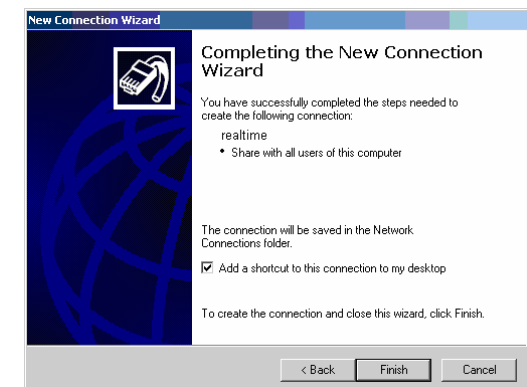 New Connection Wizard
Completing the New Connection
Wizard
You have successfully completed the steps needed to
create the following connection:
realtime
• Share with all users of this computer
The connection will be saved in the Network
Connections folder.
Add a shortcut to this connection to my desktop
To create the connection and close this wizard, click Finish.
< Back Finish Cancel